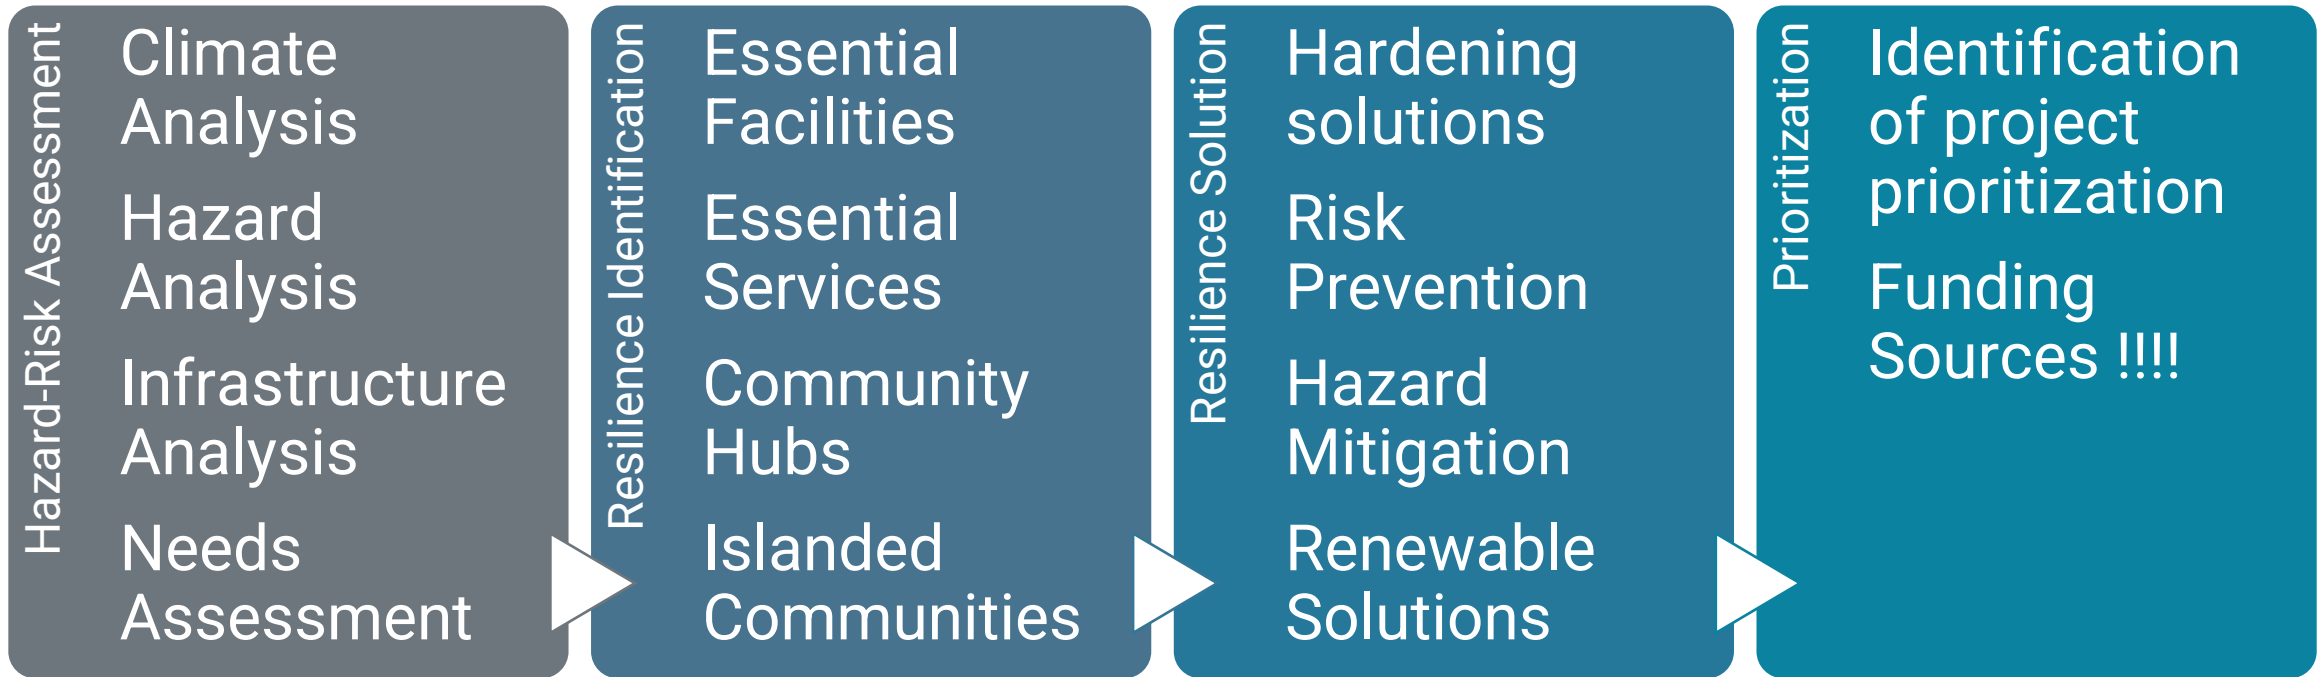 Hazard-Risk Assessment
Climate
Analysis
Hazard
Analysis
Infrastructure
Analysis
Needs
Assessment
Resilience Identification
Essential
Facilities
Essential
Services
Community
Hubs
Islanded
Communities
Resilience Solution
Hardening
solutions
Risk
Prevention
Hazard
Mitigation
Renewable
Solutions
Prioritization
Identification
of project
prioritization
Funding
Sources !!!!